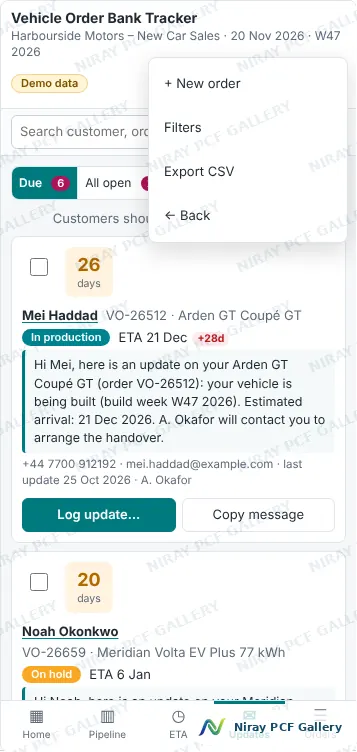 Vehicle Order Bank Tracker
Harbourside Motors – New Car Sales · 20 Nov 2026 · W47
2026
Demo data
+ New order
Filters
Export CSV
← Back
Search customer, ord
Due 6 All open
Customers shou
26
days
Mei Haddad VO-26512 · Arden GT Coupé GT
In production ETA 21 Dec +28d
Hi Mei, here is an update on your Arden GT
Coupé GT (order VO-26512): your vehicle is
being built (build week W47 2026). Estimated
arrival: 21 Dec 2026. A. Okafor will contact you to
arrange the handover.
+44 7700 912192 · mei.haddad@example.com · last
update 25 Oct 2026 · A. Okafor
Log update... Copy message
20
days
Noah Okonkwo
VO-26659 · Meridian Volta EV Plus 77 kWh
On hold ETA 6 Jan
Hi Noah, here is an update on your Meridian
Home Pipeline ETA Updates Orders
Niray PCF Gallery
NIRAY PCF GALLERY